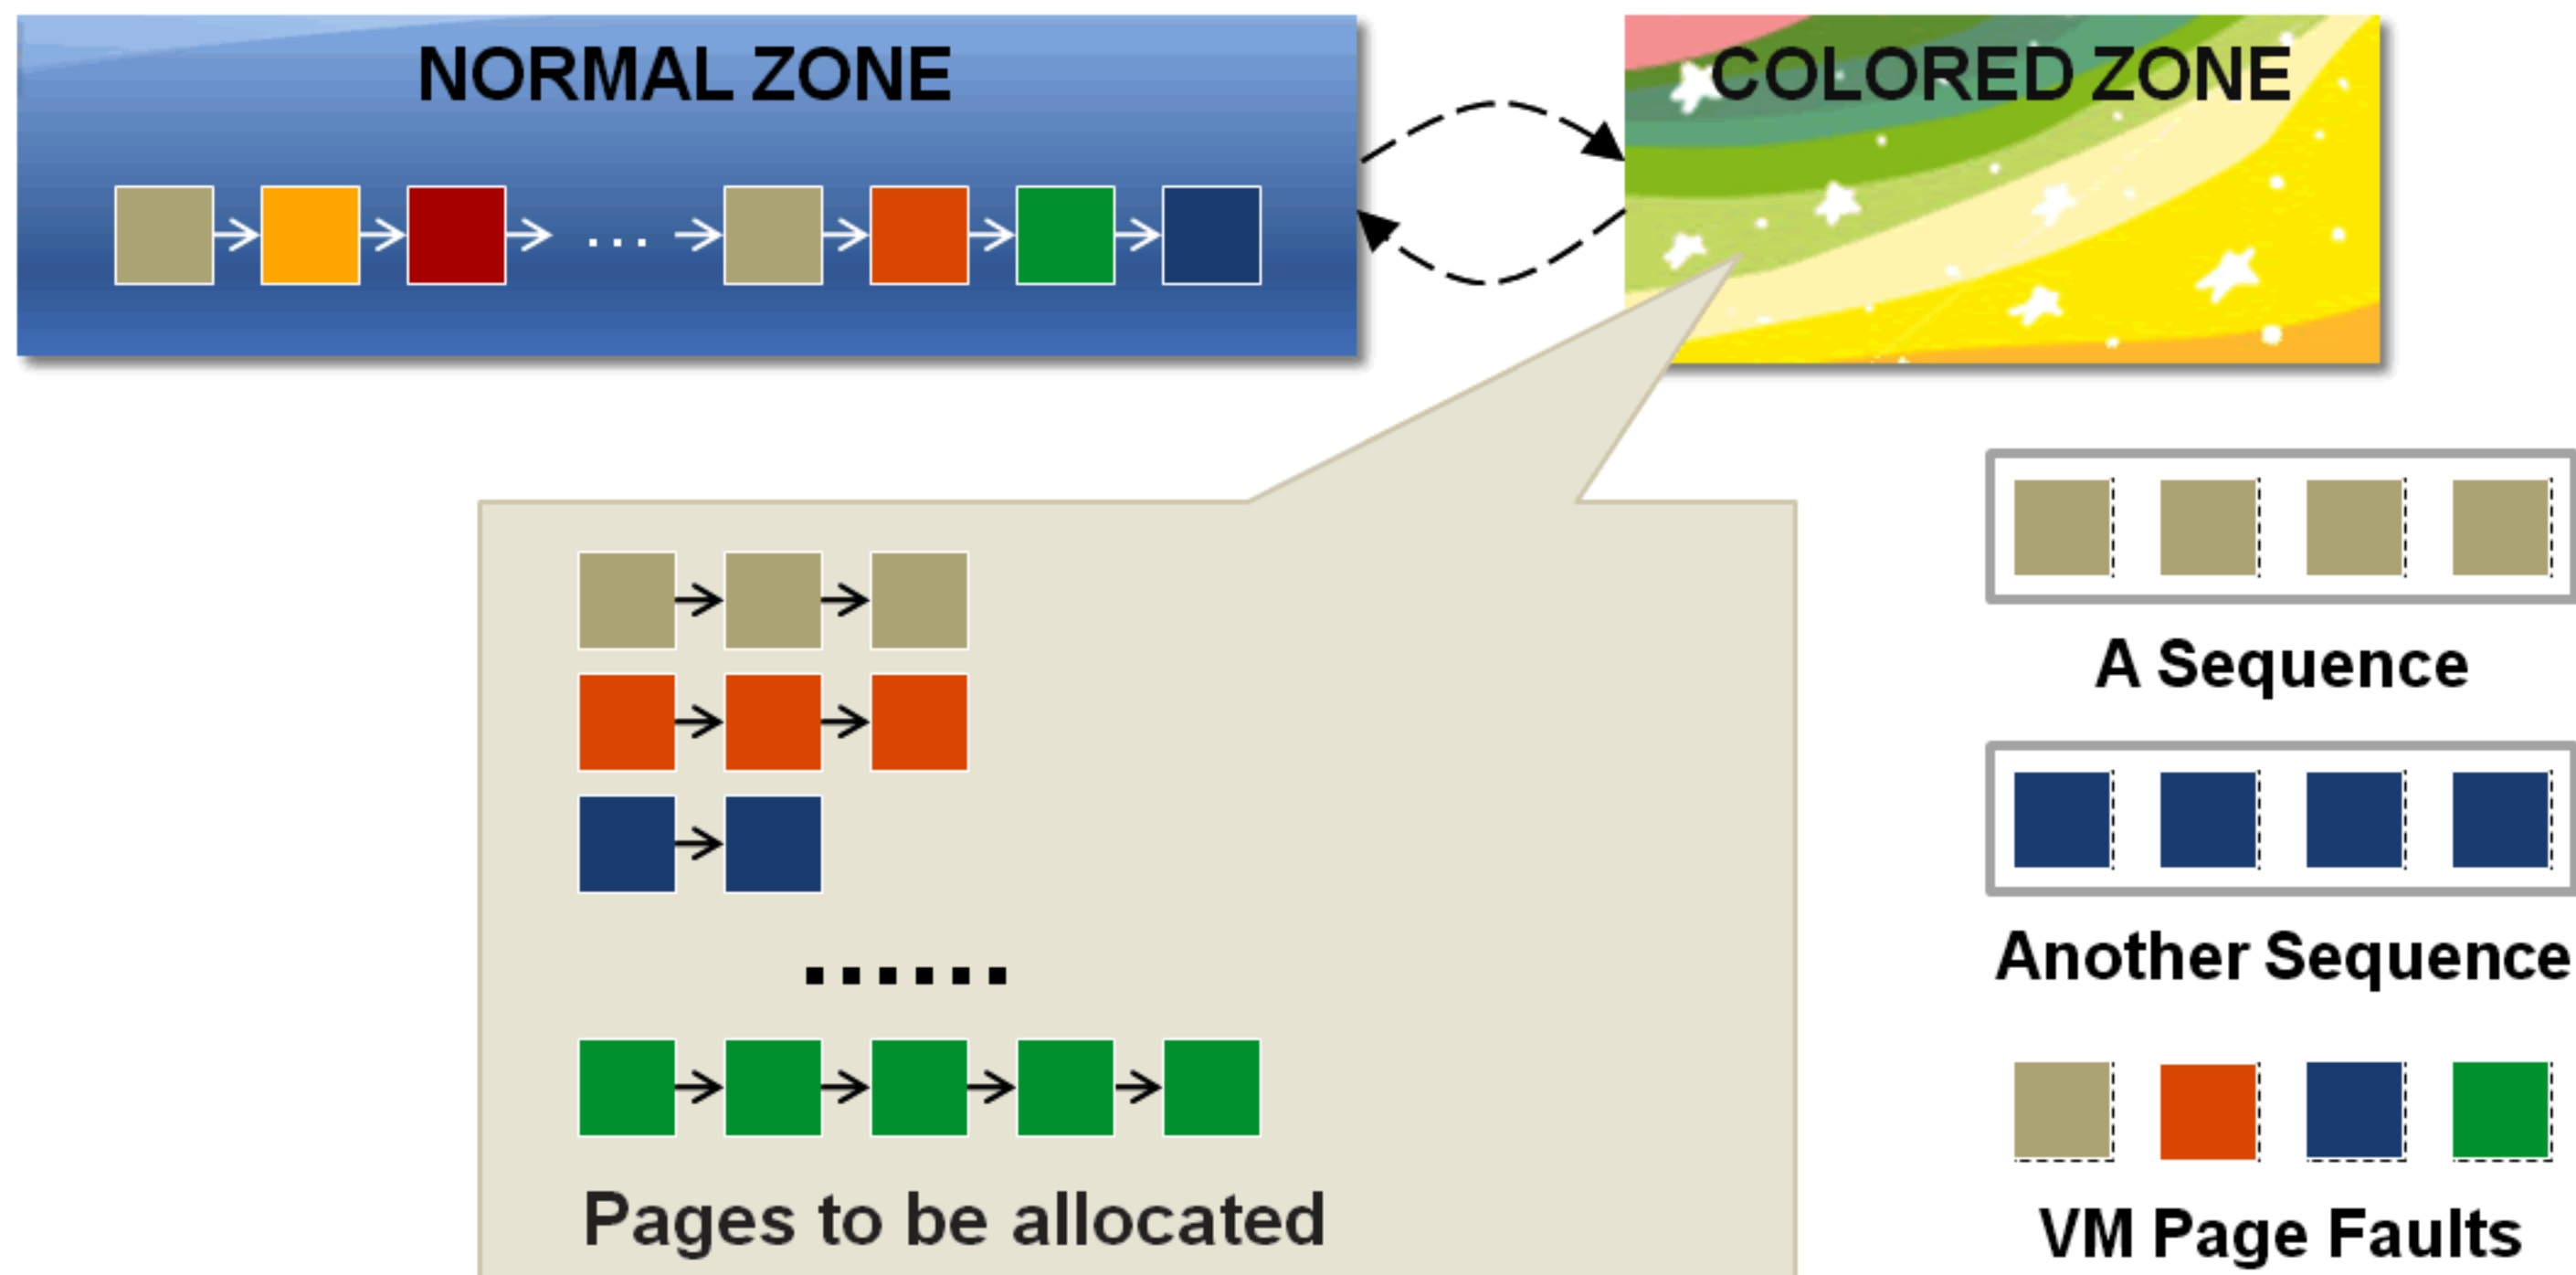 NORMAL ZONE
COLORED ZONE
...
A Sequence
Another Sequence
......
Pages to be allocated
VM Page Faults